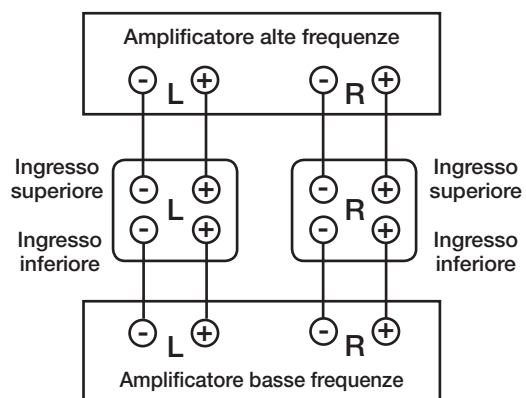 Amplificatore alte frequenze
- L + - R +
Ingresso
superiore
- L + - R +
Ingresso
superiore
Ingresso
inferiore
- + - +
Ingresso
inferiore
- L + - R +
Amplificatore basse frequenze